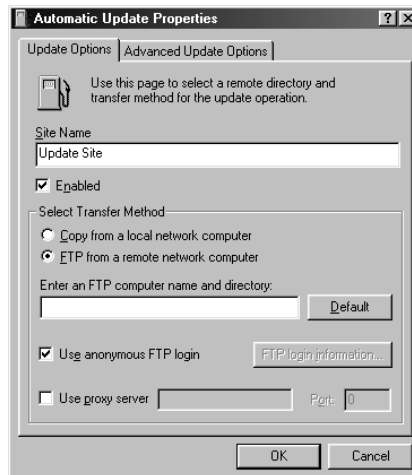 Automatic Update Properties
Update Options
Advanced Update Options
Use this page to select a remote directory and
transfer method for the update operation.
Site Name
Update Site
Enabled
Select Transfer Method
Copy from a local network computer
FTP from a remote network computer
Enter an FTP computer name and directory:
Default
Use anonymous FTP login
FTP login information...
Use proxy server
Port: 0
OK
Cancel